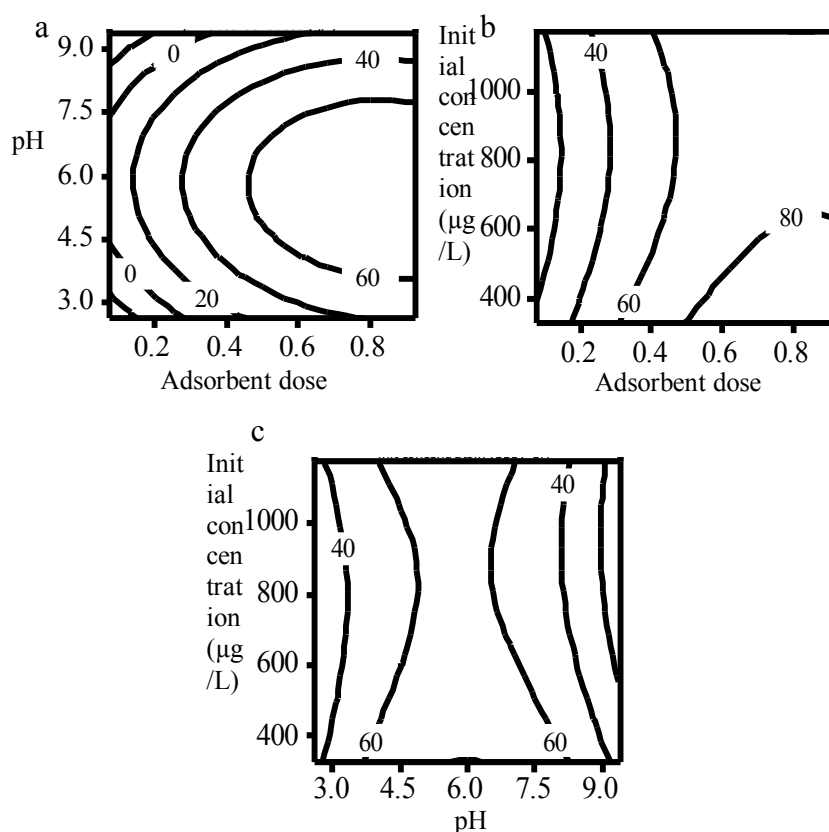 a
9.0
7.5
pH
6.0
4.5
3.0
0
40
0
20
60
0.2 0.4 0.6 0.8
Adsorbent dose
b
Init
ial
con
cen
trat
ion
(µg
/L)
1000
800
600
400
40
80
60
0.2 0.4 0.6 0.8
Adsorbent dose
c
Init
ial
con
cen
trat
ion
(µg
/L)
1000
800
600
400
40
40
60
60
3.0 4.5 6.0 7.5 9.0
pH